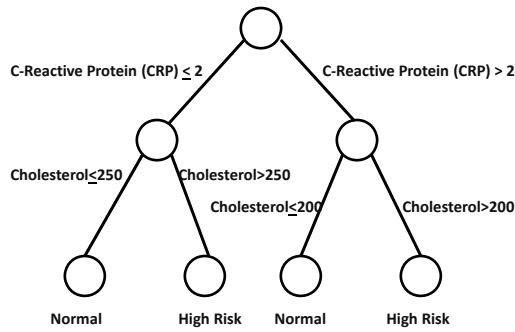 C-Reactive Protein (CRP) ≤ 2
C-Reactive Protein (CRP) > 2
Cholesterol≤250
Cholesterol>250
Cholesterol≤200
Cholesterol>200
Normal
High Risk
Normal
High Risk